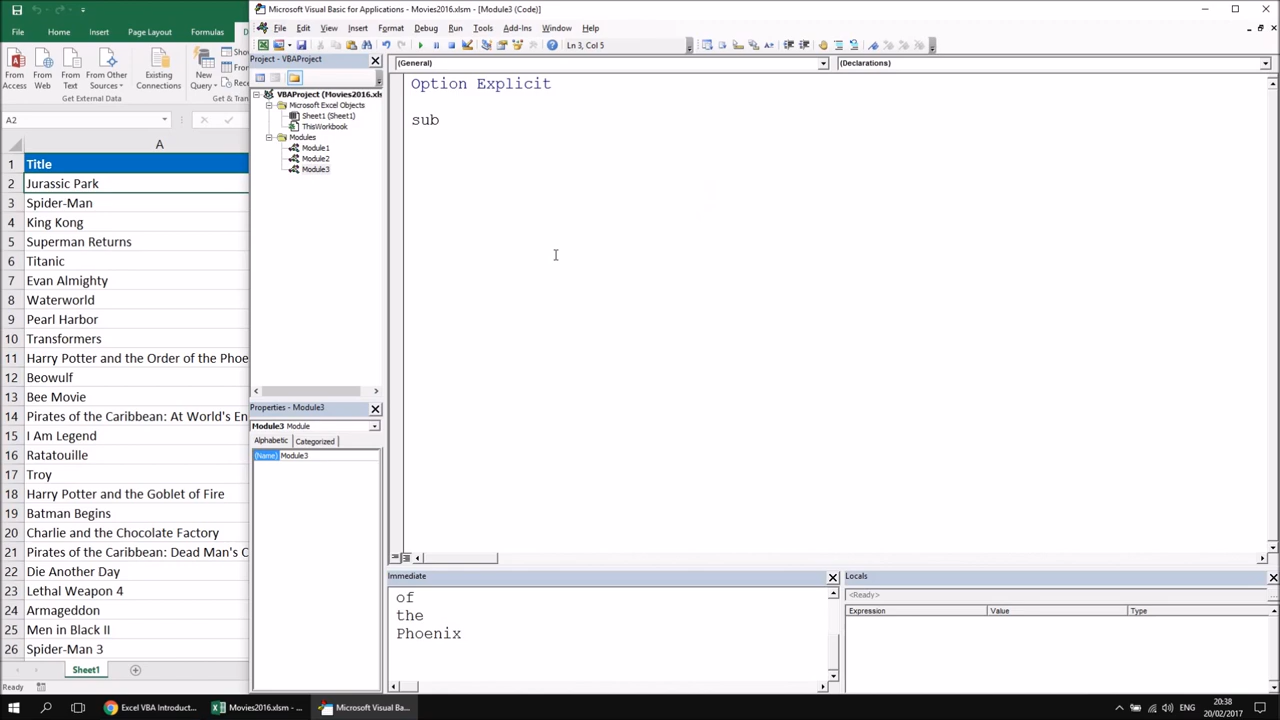 Microsoft Visual Basic for Applications - Movies2016.xlsm - [Module3 (Code)]
File Home Insert Page Layout Formulas D
File Edit View Insert Format Debug Run Tools Add-Ins Window Help
Ln 3, Col 5
From Access
From Web
From Text
From Other Sources
Existing Connections
New Query
Show
From
Rece
Get External Data
Get & Trans
A2
Project - VBAProject
VBAProject (Movies2016.xls
Microsoft Excel Objects
Sheet1 (Sheet1)
ThisWorkbook
Modules
Module1
Module2
Module3
(General)
(Declarations)
Option Explicit
sub
A
1 Title
2 Jurassic Park
3 Spider-Man
4 King Kong
5 Superman Returns
6 Titanic
7 Evan Almighty
8 Waterworld
9 Pearl Harbor
10 Transformers
11 Harry Potter and the Order of the Phoe
12 Beowulf
13 Bee Movie
14 Pirates of the Caribbean: At World's En
15 I Am Legend
16 Ratatouille
17 Troy
18 Harry Potter and the Goblet of Fire
19 Batman Begins
20 Charlie and the Chocolate Factory
21 Pirates of the Caribbean: Dead Man's C
22 Die Another Day
23 Lethal Weapon 4
24 Armageddon
25 Men in Black II
26 Spider-Man 3
Sheet1
Ready
Properties - Module3
Module3 Module
Alphabetic Categorized
(Name) Module3
Immediate
of
the
Phoenix
Locals
<Ready>
Expression Value Type
Excel VBA Introduct...
Movies2016.xlsm - ...
Microsoft Visual Ba...
ENG
20:38
20/02/2017